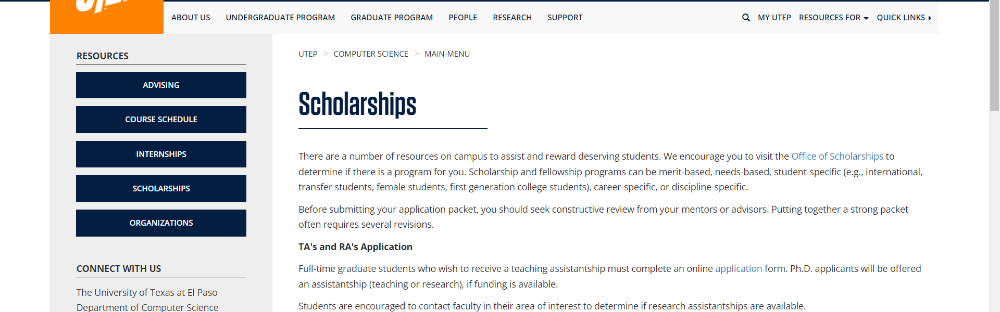 ABOUT US UNDERGRADUATE PROGRAM GRADUATE PROGRAM PEOPLE RESEARCH SUPPORT MY UTEP RESOURCES FOR QUICK LINKS
RESOURCES
ADVISING
COURSE SCHEDULE
INTERNSHIPS
SCHOLARSHIPS
ORGANIZATIONS
CONNECT WITH US
The University of Texas at El Paso
Department of Computer Science
UTEP > COMPUTER SCIENCE > MAIN-MENU
Scholarships
There are a number of resources on campus to assist and reward deserving students. We encourage you to visit the Office of Scholarships to
determine if there is a program for you. Scholarship and fellowship programs can be merit-based, needs-based, student-specific (e.g., international,
transfer students, female students, first generation college students), career-specific, or discipline-specific.
Before submitting your application packet, you should seek constructive review from your mentors or advisors. Putting together a strong packet
often requires several revisions.
TA's and RA's Application
Full-time graduate students who wish to receive a teaching assistantship must complete an online application form. Ph.D. applicants will be offered
an assistantship (teaching or research), if funding is available.
Students are encouraged to contact faculty in their area of interest to determine if research assistantships are available.